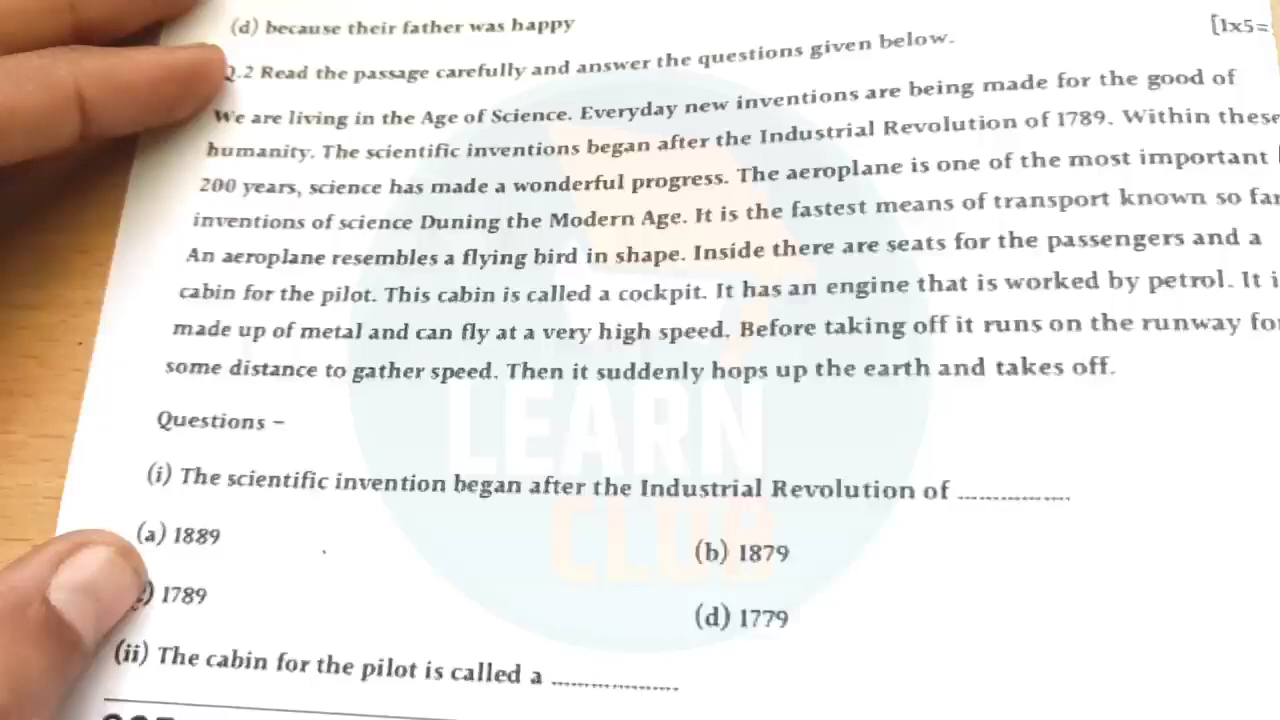 (d) because their father was happy
[1x5=
Q.2 Read the passage carefully and answer the questions given below.
We are living in the Age of Science. Everyday new inventions are being made for the good of
humanity. The scientific inventions began after the Industrial Revolution of 1789. Within these
200 years, science has made a wonderful progress. The aeroplane is one of the most important
inventions of science Duning the Modern Age. It is the fastest means of transport known so far
An aeroplane resembles a flying bird in shape. Inside there are seats for the passengers and a
cabin for the pilot. This cabin is called a cockpit. It has an engine that is worked by petrol. It i
made up of metal and can fly at a very high speed. Before taking off it runs on the runway for
some distance to gather speed. Then it suddenly hops up the earth and takes off.
Questions -
(i) The scientific invention began after the Industrial Revolution of ..................
(a) 1889
(b) 1879
) 1789
(d) 1779
(ii) The cabin for the pilot is called a ....................
LEARN
CLUB